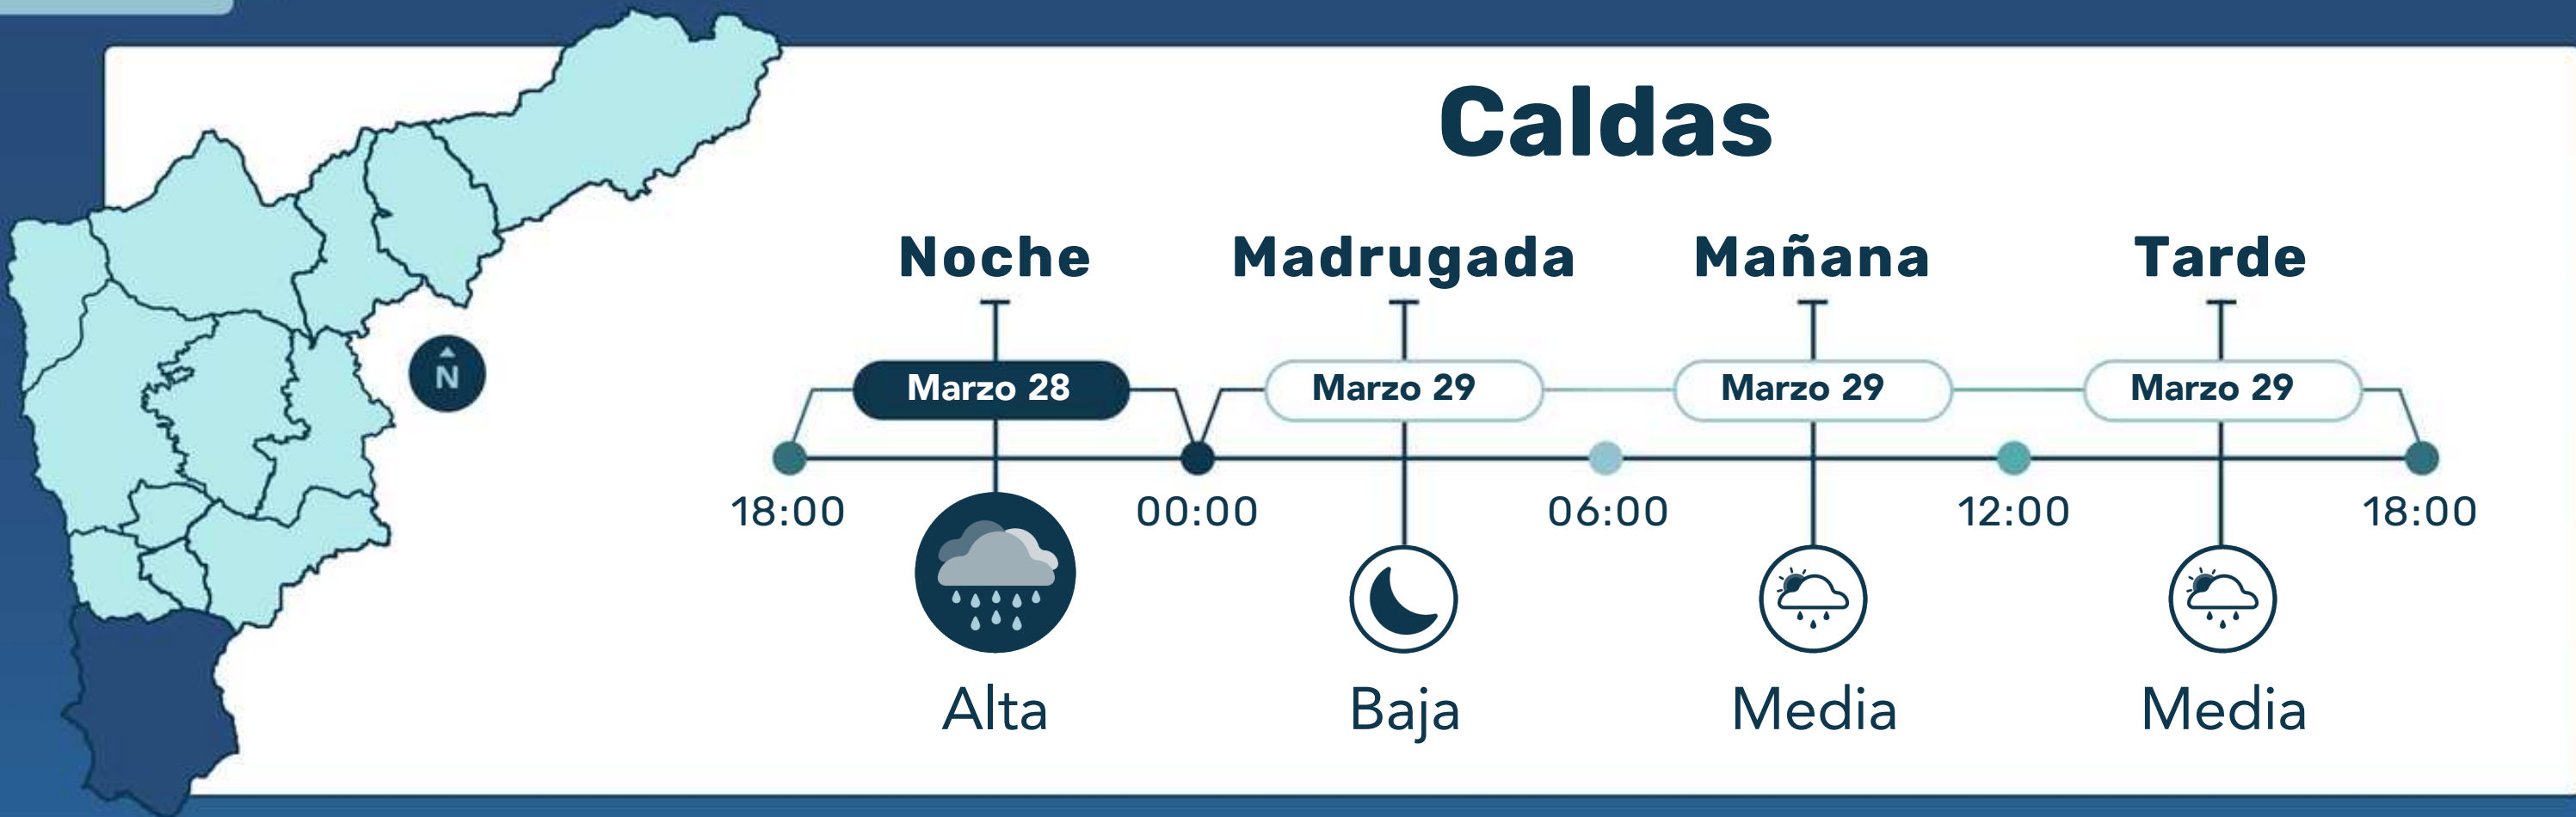 Caldas
Noche Madrugada Mañana Tarde
N
Marzo 28 Marzo 29 Marzo 29 Marzo 29
18:00 00:00 06:00 12:00 18:00
Alta Baja Media Media